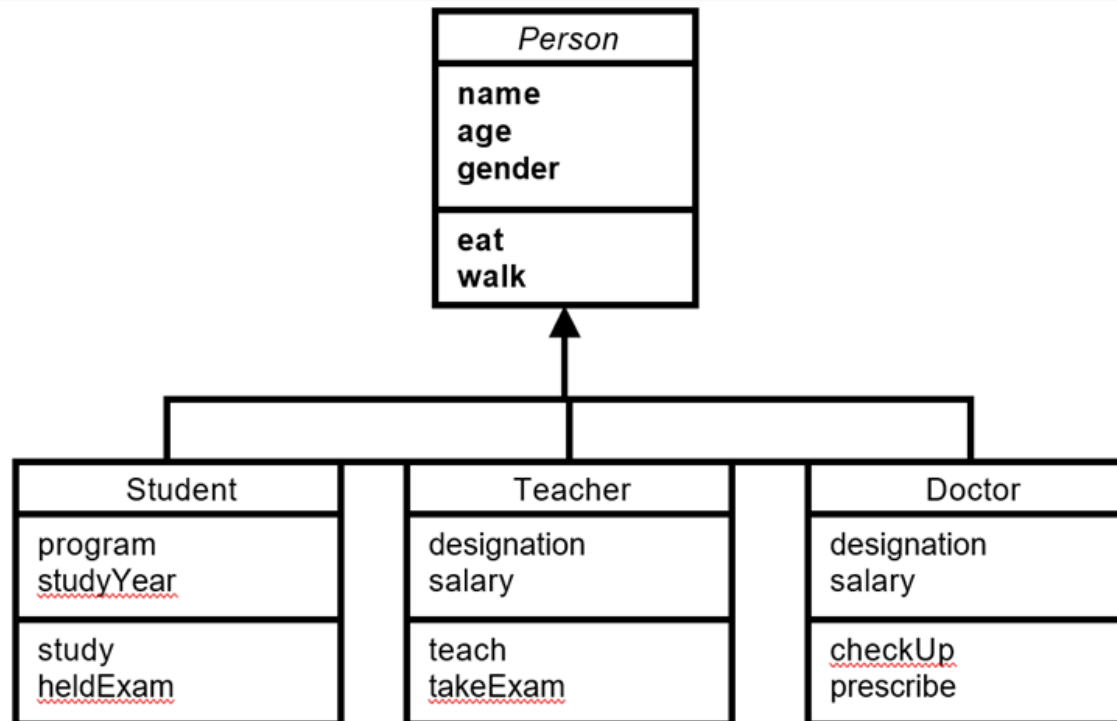 Person
name
age
gender
eat
walk
Student
program
studyYear
study
heldExam
Teacher
designation
salary
teach
takeExam
Doctor
designation
salary
checkUp
prescribe